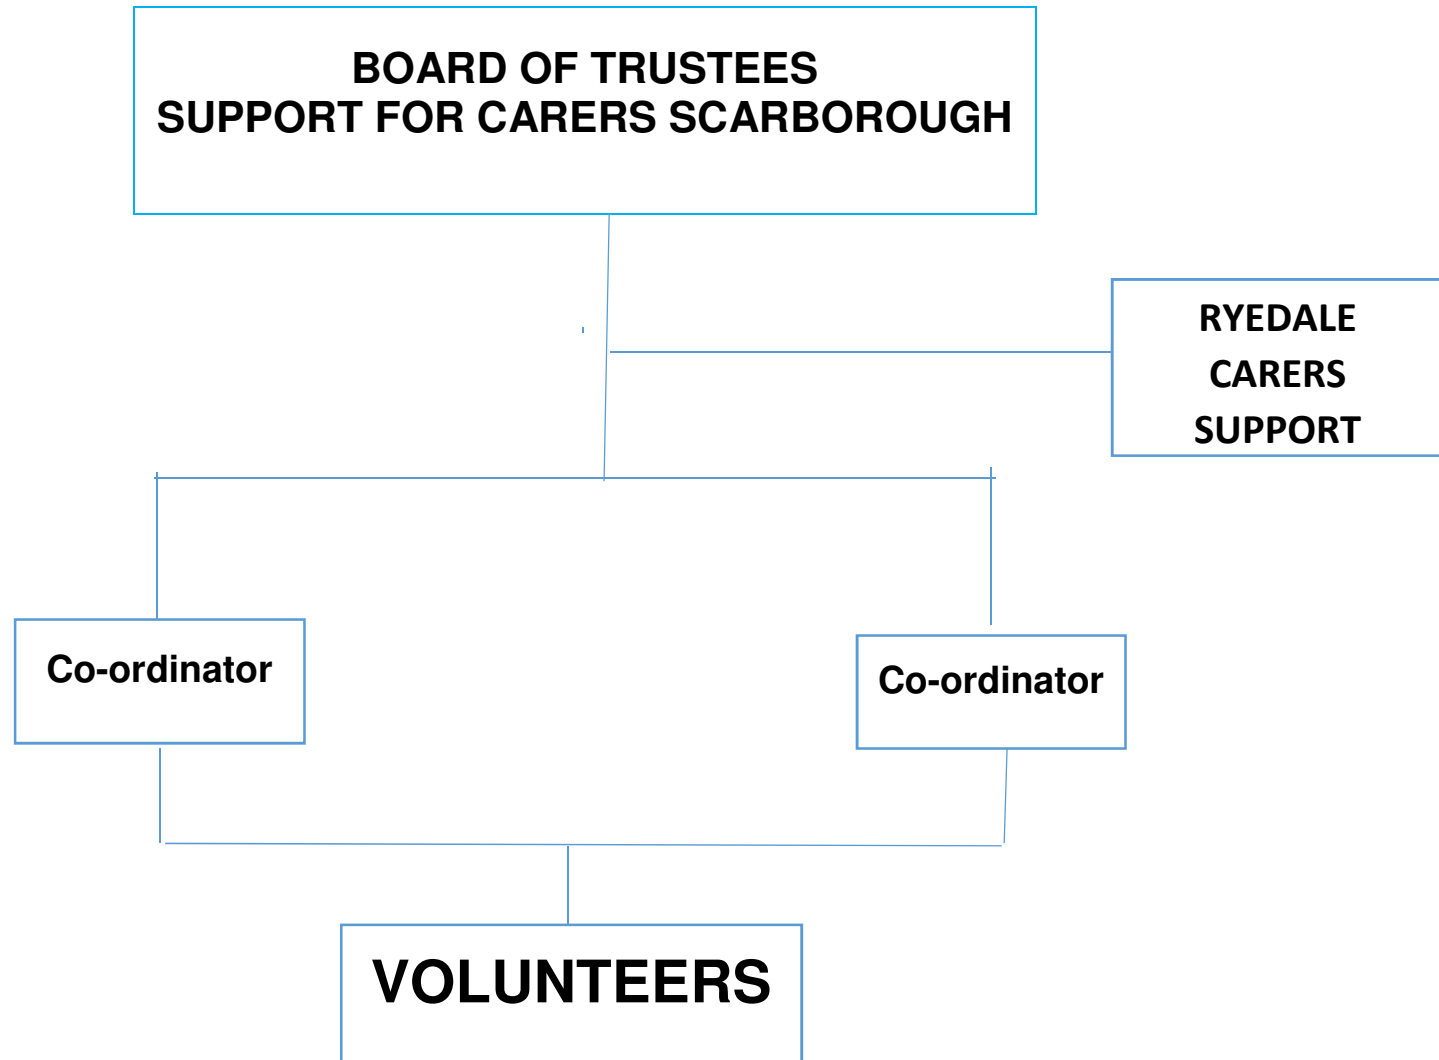 BOARD OF TRUSTEES
SUPPORT FOR CARERS SCARBOROUGH
RYEDALE
CARERS
SUPPORT
Co-ordinator
Co-ordinator
VOLUNTEERS